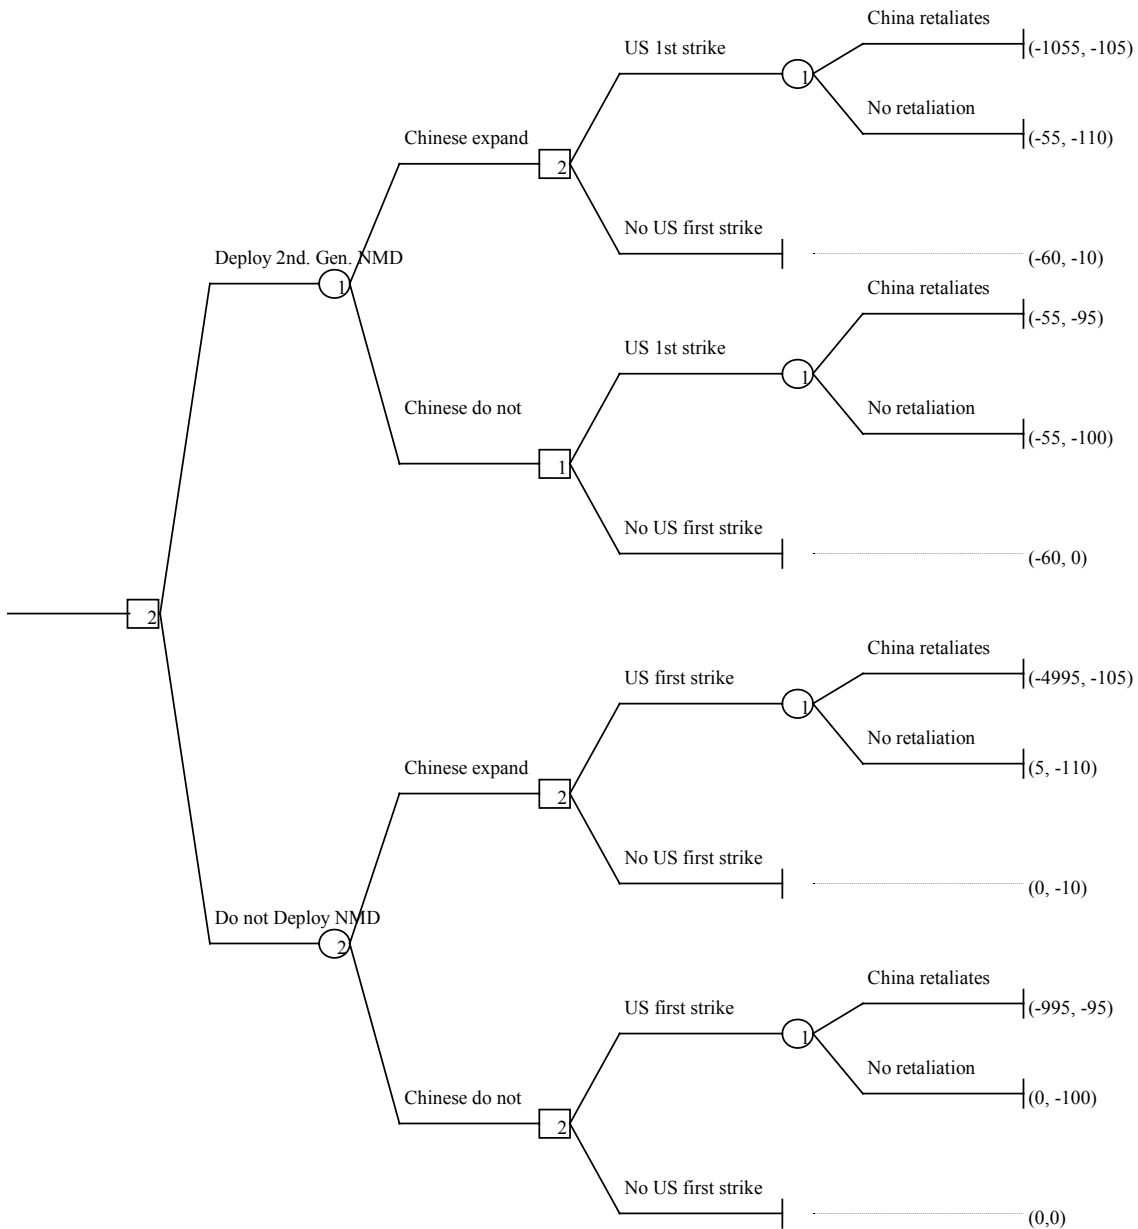 China retaliates
(-1055, -105)
US 1st strike
1
No retaliation
(-55, -110)
Chinese expand
2
No US first strike
(-60, -10)
Deploy 2nd. Gen. NMD
1
China retaliates
(-55, -95)
US 1st strike
1
No retaliation
(-55, -100)
Chinese do not
1
No US first strike
(-60, 0)
2
China retaliates
(-4995, -105)
US first strike
1
No retaliation
(5, -110)
Chinese expand
2
No US first strike
(0, -10)
Do not Deploy NMD
2
China retaliates
(-995, -95)
US first strike
1
No retaliation
(0, -100)
Chinese do not
2
No US first strike
(0,0)